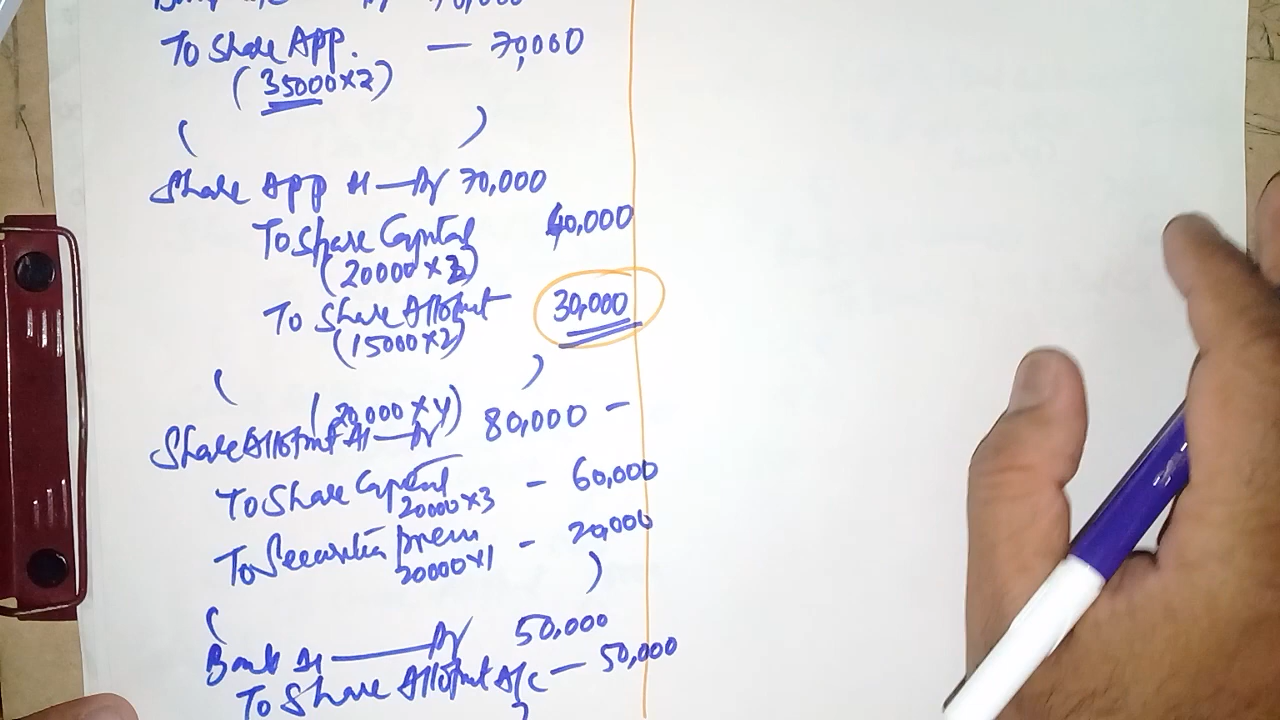 To Share App. — 70,000
(35000×2)
( )
Share App A/c — Dr 70,000
To Share Capital 40,000
(20000×2)
To Share Allotment 30,000
(15000×2)
( )
(20,000×4)
Share Allotment A/c — Dr 80,000 –
To Share Capital – 60,000
20000×3
To Securities prem – 20,000
20000×1
( )
Bank A/c — Dr 50,000
To Share Allotment A/c — 50,000